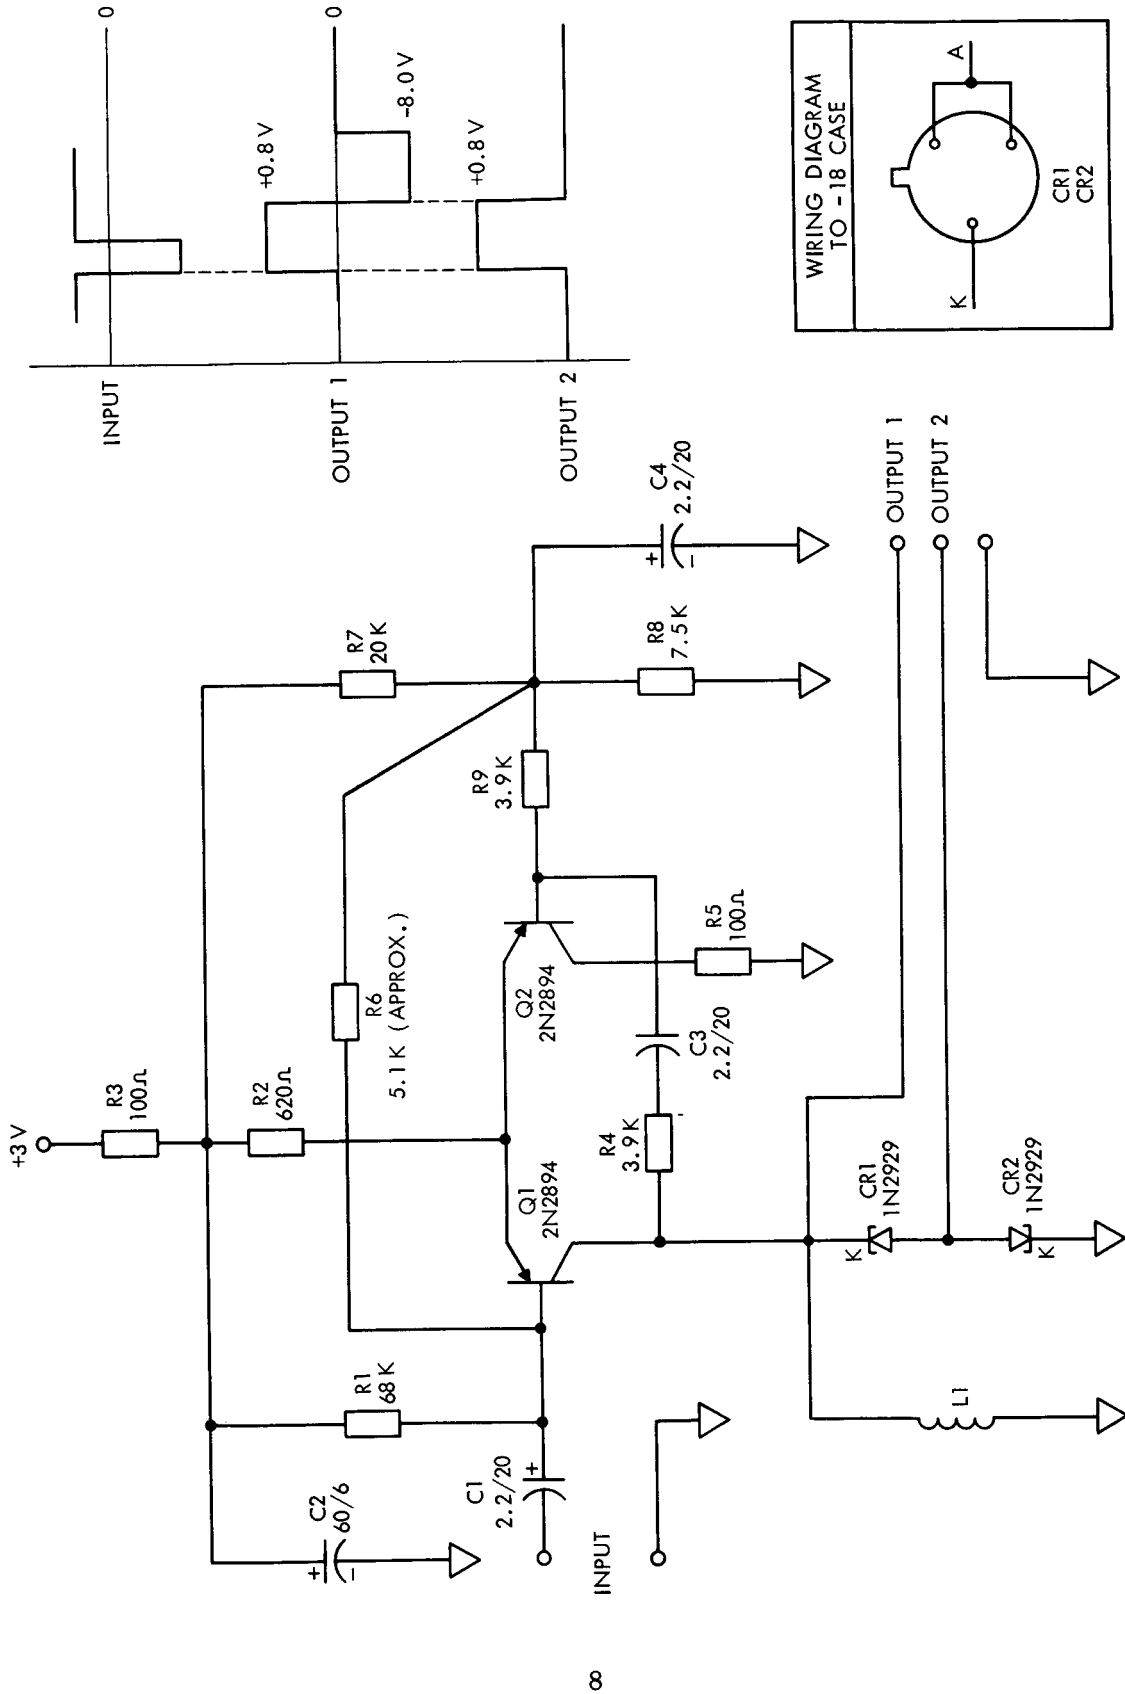 +3 V
R3
100Ω
R2
620Ω
R7
20 K
R6
5.1 K ( APPROX. )
R1
68 K
C2
60/6
+
−
C1
2.2/20
+
INPUT
Q1
2N2894
Q2
2N2894
R9
3.9 K
R8
7.5 K
C4
2.2/20
+
−
R4
3.9K
C3
2.2/20
R5
100Ω
L1
CR1
1N2929
K
CR2
1N2929
K
OUTPUT 1
OUTPUT 2
INPUT
0
OUTPUT 1
+0.8 V
0
-8.0 V
OUTPUT 2
+0.8 V
WIRING DIAGRAM
TO -18 CASE
K
A
CR1
CR2
8